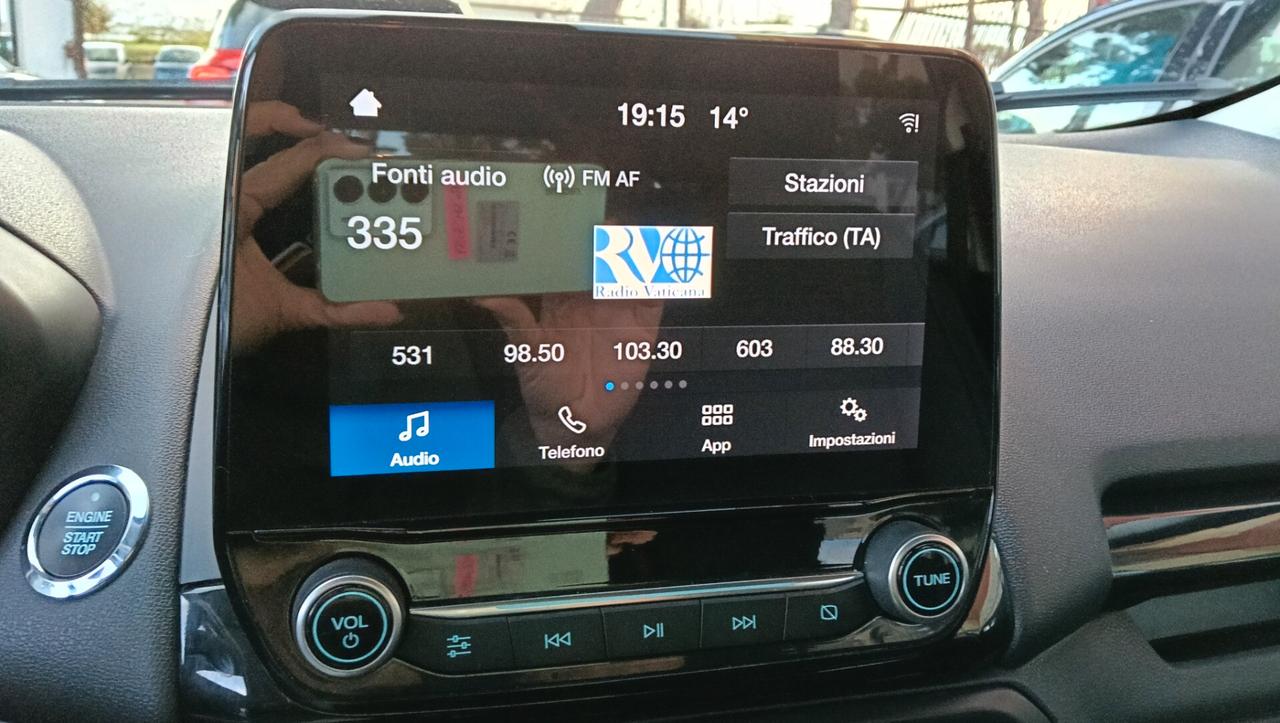 19:15 14°
Fonti audio FM AF
Stazioni
335
Traffico (TA)
RV
Radio Vaticana
531 98.50 103.30 603 88.30
Audio
Telefono
App
Impostazioni
ENGINE
START
STOP
VOL
TUNE